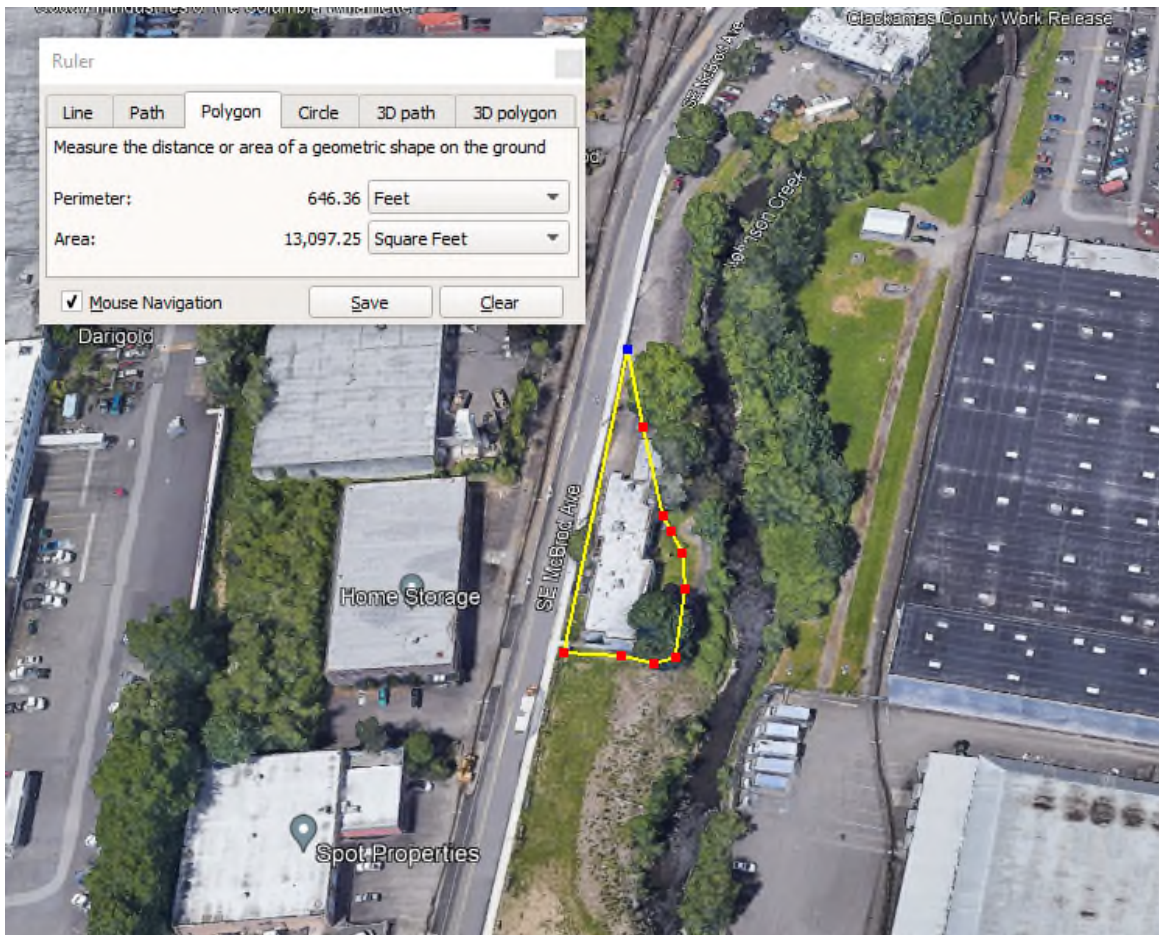 Clackamas County Work Release
Ruler
Line Path Polygon Circle 3D path 3D polygon
Measure the distance or area of a geometric shape on the ground
Perimeter: 646.36 Feet
Area: 13,097.25 Square Feet
Mouse Navigation Save Clear
SE McBrod Ave
Johnson Creek
Darigold
SE McBrod Ave
Home Storage
Spot Properties